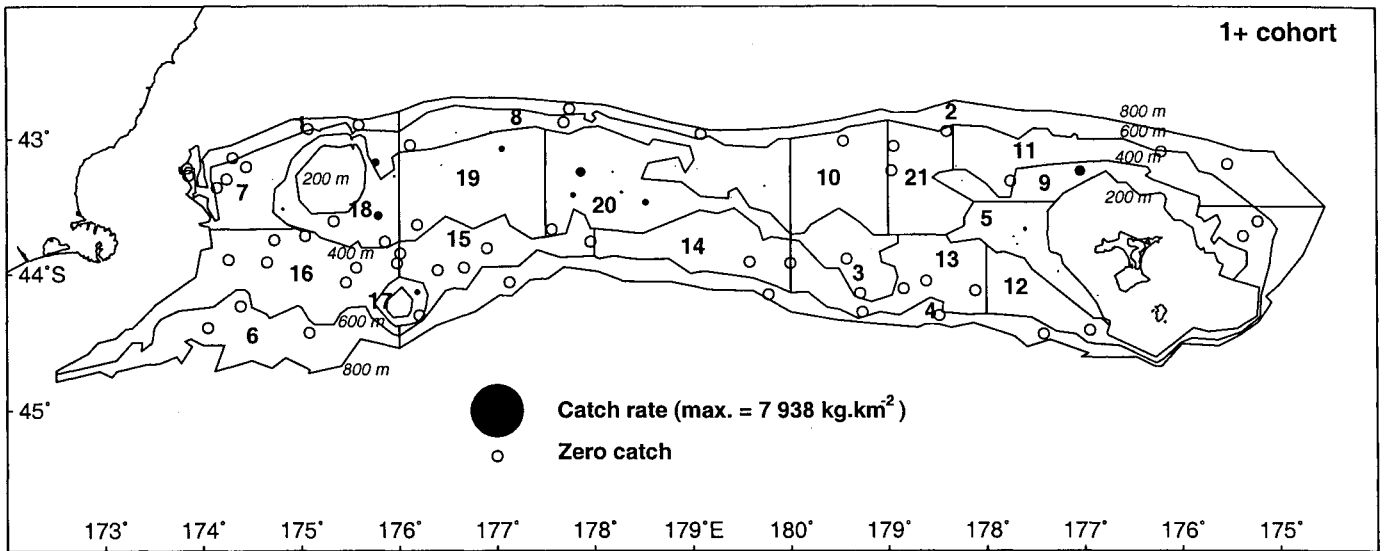 1+ cohort
800 m
2
8
1
600 m
43°
11
400 m
7
200 m
19
10
21
9
200 m
18
20
5
15
14
400 m
44°S
16
3
13
12
17
600 m
4
6
800 m
45°
Catch rate (max. = 7 938 kg.km-2 )
Zero catch
173° 174° 175° 176° 177° 178° 179°E 180° 179° 178° 177° 176° 175°